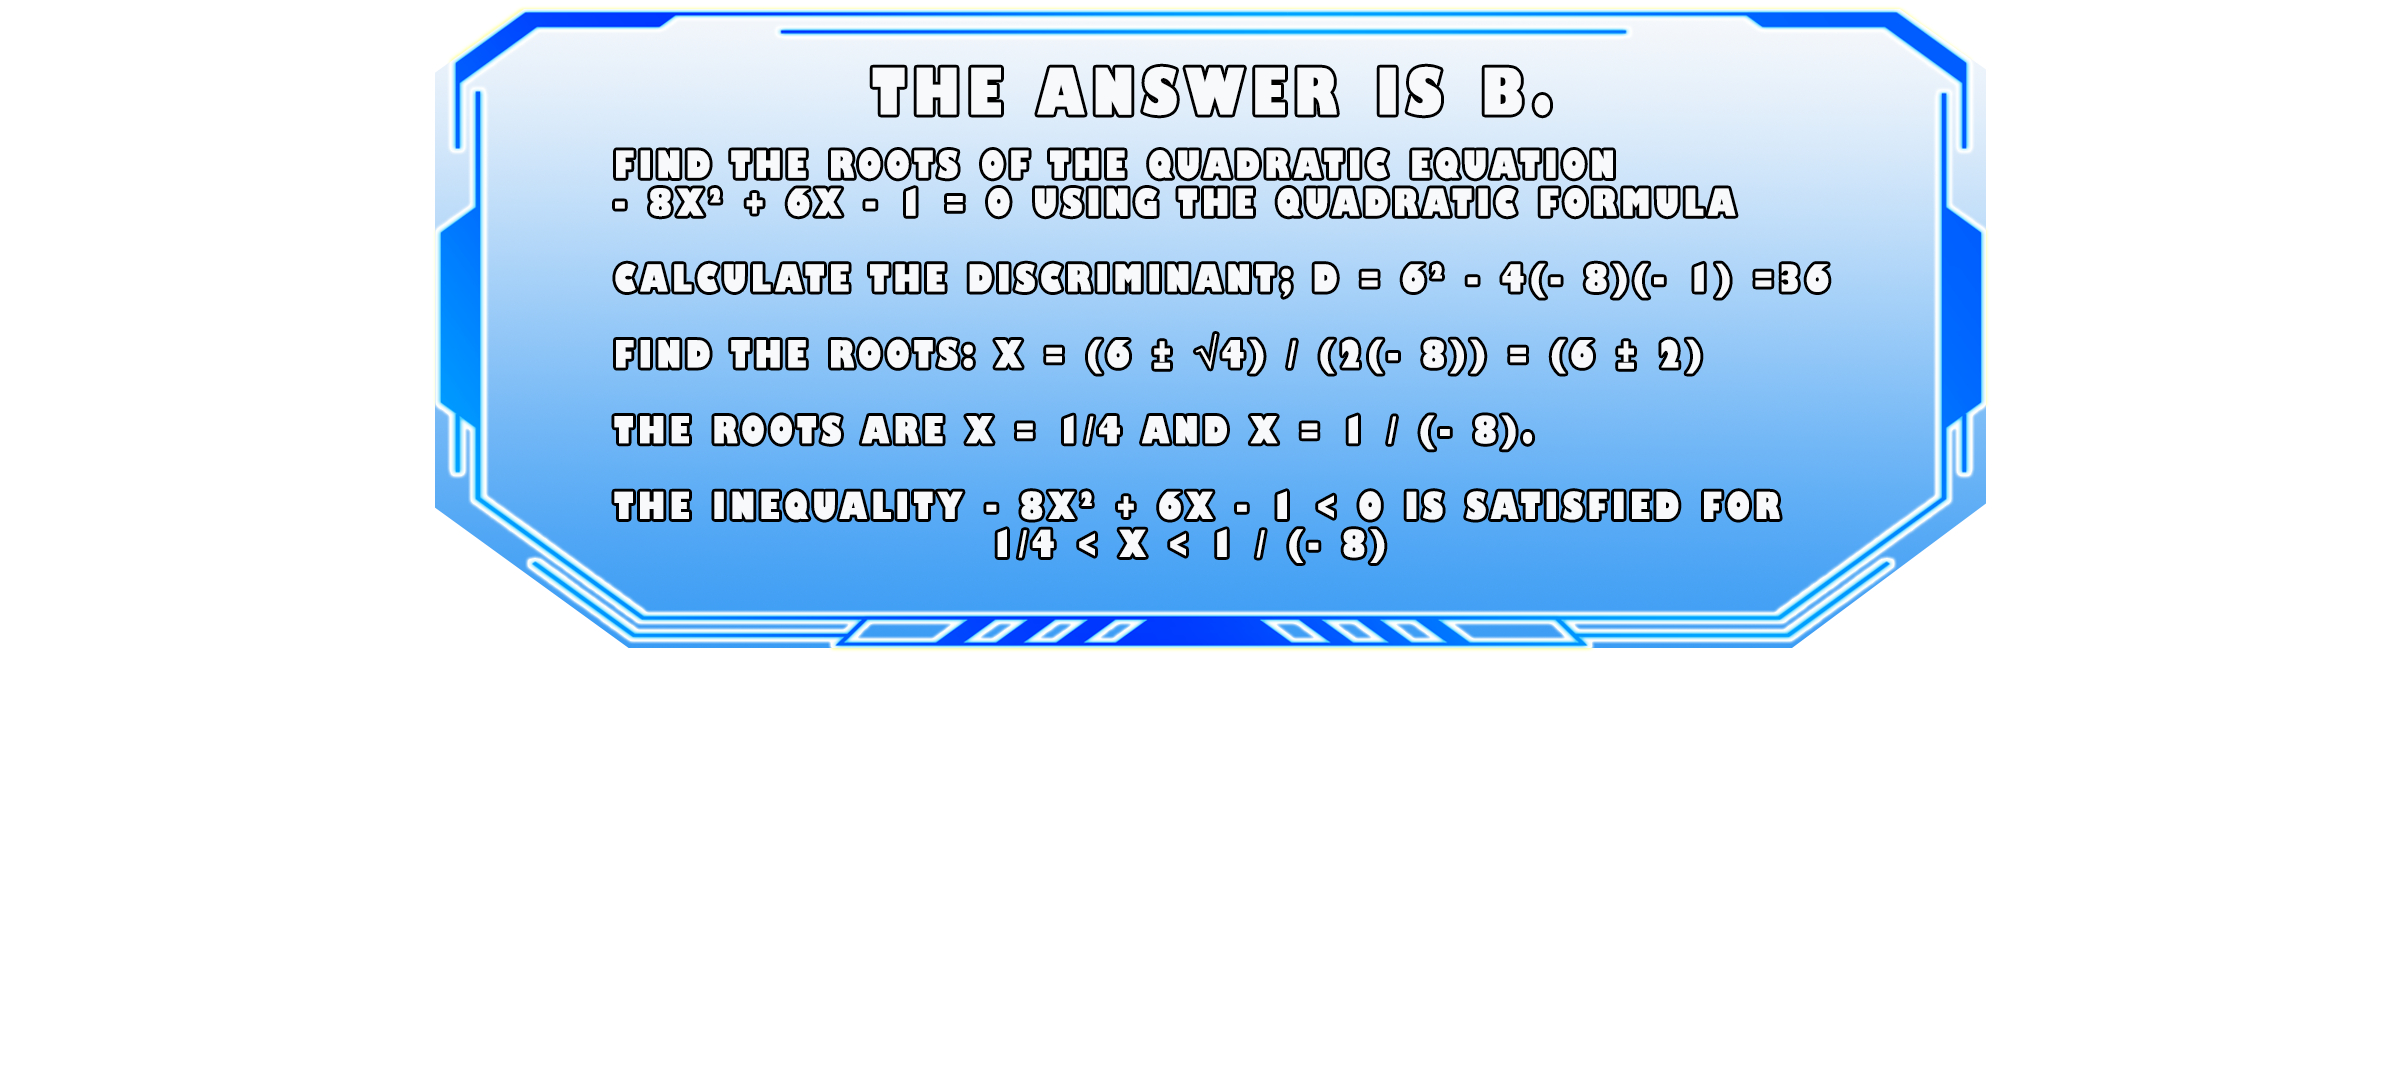 THE ANSWER IS B.
FIND THE ROOTS OF THE QUADRATIC EQUATION
- 8X² + 6X - 1 = 0 USING THE QUADRATIC FORMULA
CALCULATE THE DISCRIMINANT; D = 6² - 4(- 8)(- 1) =36
FIND THE ROOTS: X = (6 ± √4) / (2(- 8)) = (6 ± 2)
THE ROOTS ARE X = 1/4 AND X = 1 / (- 8).
THE INEQUALITY - 8X² + 6X - 1 < 0 IS SATISFIED FOR
1/4 < X < 1 / (- 8)